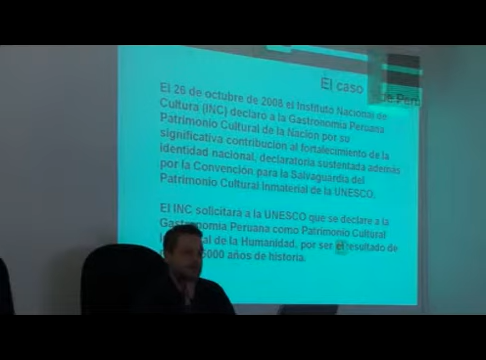 El caso de Perú
El 26 de octubre de 2008 el Instituto Nacional de
Cultura (INC) declaró a la Gastronomía Peruana
Patrimonio Cultural de la Nación por su
significativa contribución al fortalecimiento de la
identidad nacional, declaratoria sustentada además
por la Convención para la Salvaguardia del
Patrimonio Cultural Inmaterial de la UNESCO.
El INC solicitará a la UNESCO que se declare a la
Gastronomía Peruana como Patrimonio Cultural
al de la Humanidad, por ser el resultado de
5000 años de historia.